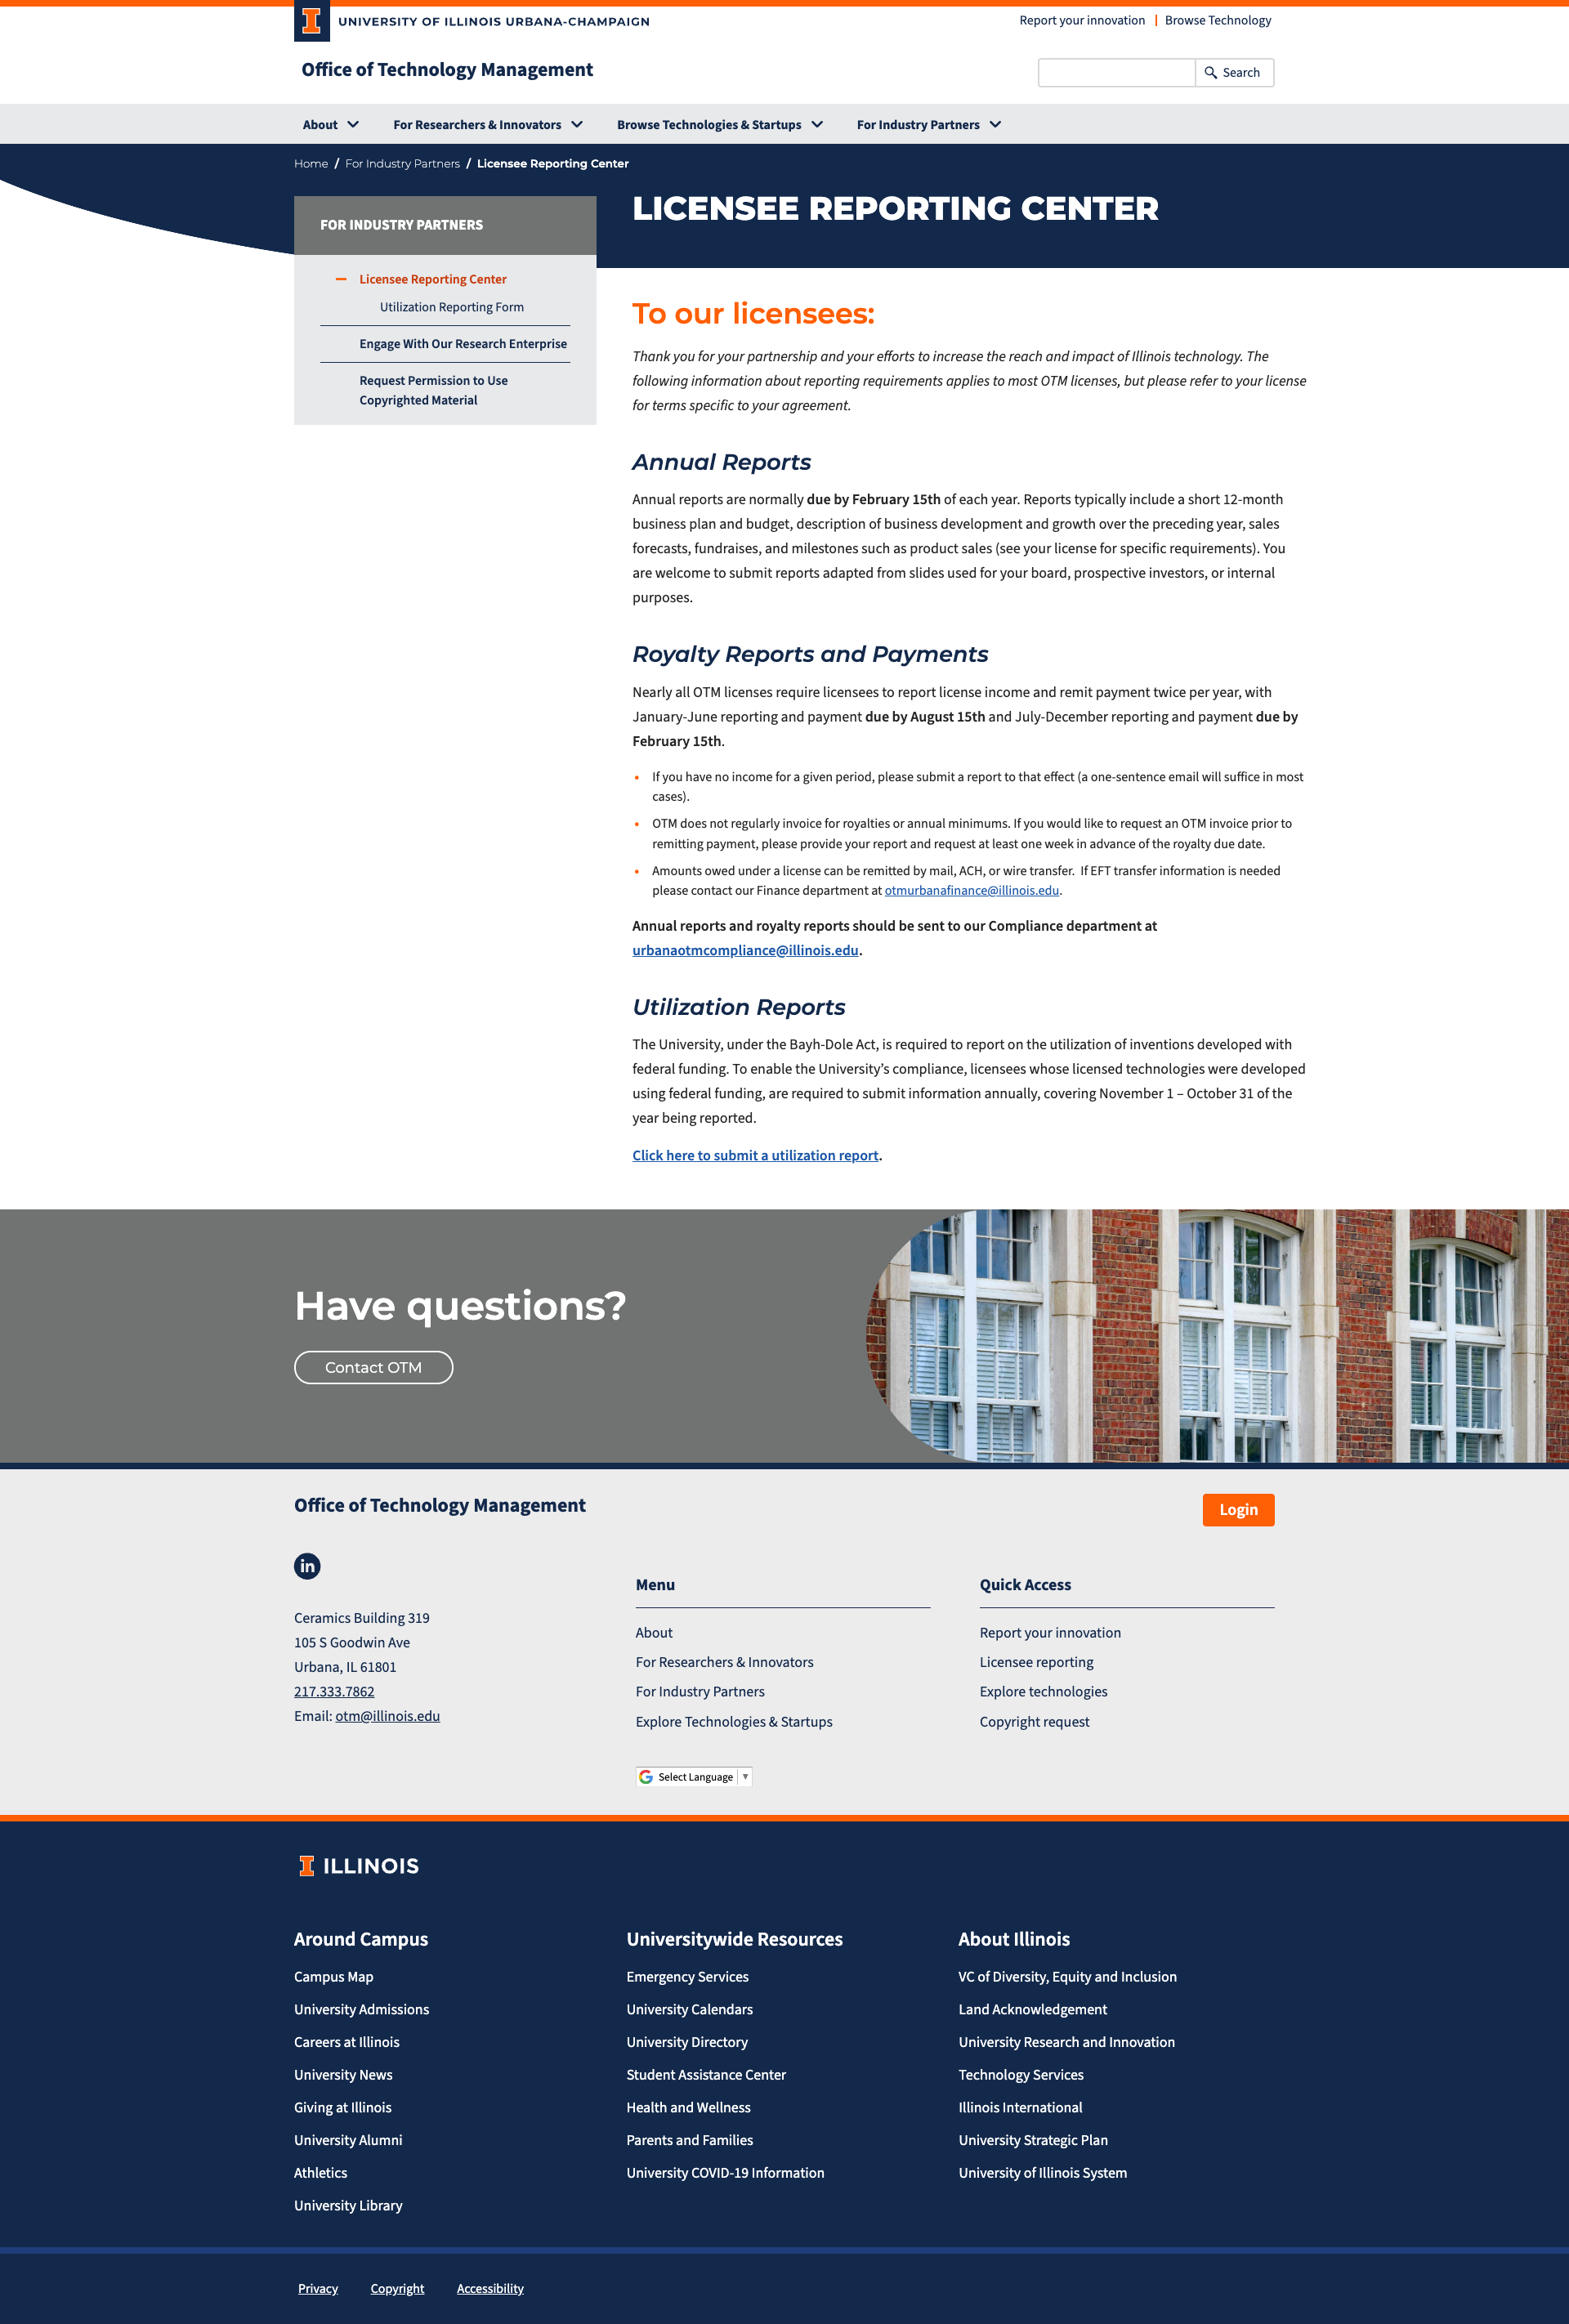 UNIVERSITY OF ILLINOIS URBANA-CHAMPAIGN
Report your innovation
Browse Technology
Office of Technology Management
Search
About
For Researchers & Innovators
Browse Technologies & Startups
For Industry Partners
Home / For Industry Partners / Licensee Reporting Center
LICENSEE REPORTING CENTER
FOR INDUSTRY PARTNERS
Licensee Reporting Center
Utilization Reporting Form
Engage With Our Research Enterprise
Request Permission to Use
Copyrighted Material
To our licensees:
Thank you for your partnership and your efforts to increase the reach and impact of Illinois technology. The
following information about reporting requirements applies to most OTM licenses, but please refer to your license
for terms specific to your agreement.
Annual Reports
Annual reports are normally due by February 15th of each year. Reports typically include a short 12-month
business plan and budget, description of business development and growth over the preceding year, sales
forecasts, fundraises, and milestones such as product sales (see your license for specific requirements). You
are welcome to submit reports adapted from slides used for your board, prospective investors, or internal
purposes.
Royalty Reports and Payments
Nearly all OTM licenses require licensees to report license income and remit payment twice per year, with
January-June reporting and payment due by August 15th and July-December reporting and payment due by
February 15th.
If you have no income for a given period, please submit a report to that effect (a one-sentence email will suffice in most
cases).
OTM does not regularly invoice for royalties or annual minimums. If you would like to request an OTM invoice prior to
remitting payment, please provide your report and request at least one week in advance of the royalty due date.
Amounts owed under a license can be remitted by mail, ACH, or wire transfer.  If EFT transfer information is needed
please contact our Finance department at otmurbanafinance@illinois.edu.
Annual reports and royalty reports should be sent to our Compliance department at
urbanaotmcompliance@illinois.edu.
Utilization Reports
The University, under the Bayh-Dole Act, is required to report on the utilization of inventions developed with
federal funding. To enable the University’s compliance, licensees whose licensed technologies were developed
using federal funding, are required to submit information annually, covering November 1 – October 31 of the
year being reported.
Click here to submit a utilization report.
Have questions?
Contact OTM
Office of Technology Management
Login
in
Ceramics Building 319
105 S Goodwin Ave
Urbana, IL 61801
217.333.7862
Email: otm@illinois.edu
Menu
About
For Researchers & Innovators
For Industry Partners
Explore Technologies & Startups
Quick Access
Report your innovation
Licensee reporting
Explore technologies
Copyright request
Select Language ▼
ILLINOIS
Around Campus
Campus Map
University Admissions
Careers at Illinois
University News
Giving at Illinois
University Alumni
Athletics
University Library
Universitywide Resources
Emergency Services
University Calendars
University Directory
Student Assistance Center
Health and Wellness
Parents and Families
University COVID-19 Information
About Illinois
VC of Diversity, Equity and Inclusion
Land Acknowledgement
University Research and Innovation
Technology Services
Illinois International
University Strategic Plan
University of Illinois System
Privacy
Copyright
Accessibility